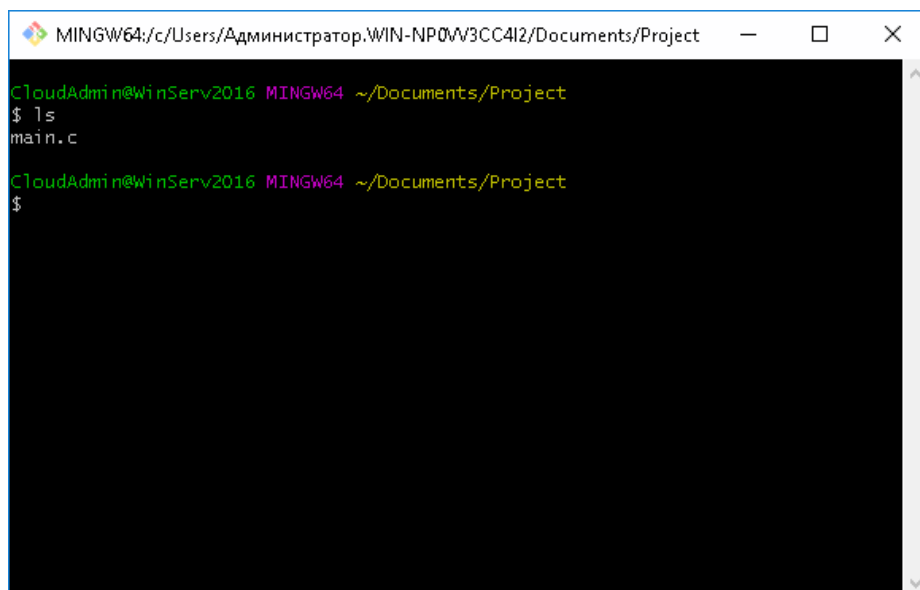 MINGW64:/c/Users/Администратор.WIN-NP0VV3CC4I2/Documents/Project
CloudAdmin@WinServ2016 MINGW64 ~/Documents/Project
$ ls
main.c
CloudAdmin@WinServ2016 MINGW64 ~/Documents/Project
$